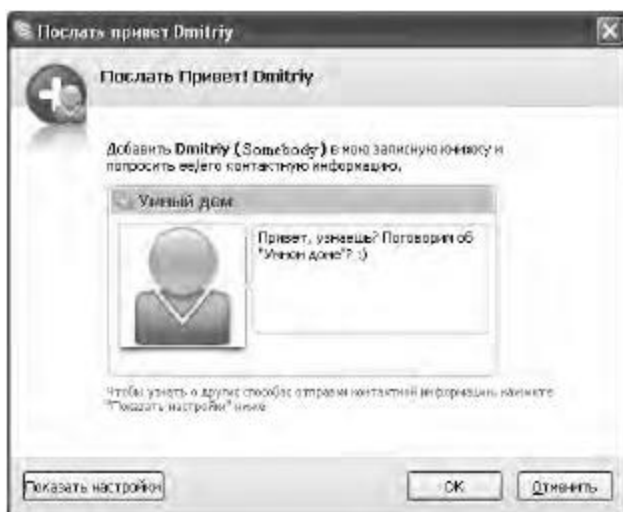 Послать привет Dmitriy
Послать Привет! Dmitriy
Добавить Dmitriy (Somebody) в мою записную книжку и
попросить ее/его контактную информацию.
Умный дом
Привет, узнаешь? Поговорим об
"Умном доме"? :)
Чтобы узнать о других способах отправки контактной информации, нажмите
"Показать настройки" ниже
Показать настройки
OK
Отменить